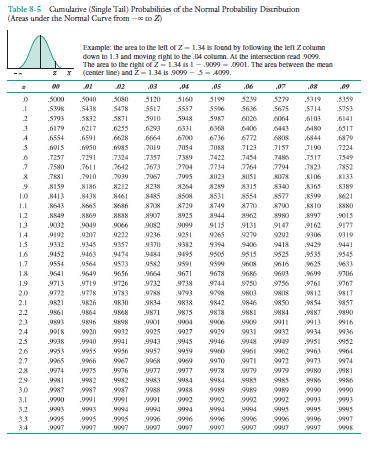 Table 8-5 Cumulative (Single Tail) Probabilities of the Normal Probability Distribution
(Areas under the Normal Curve from −∞ to Z)
Example: the area to the left of Z = 1.34 is found by following the left Z column
down to 1.3 and moving right to the .04 column. At the intersection read .9099.
The area to the right of Z = 1.34 is 1 − .9099 = .0901. The area between the mean
(center line) and Z = 1.34 is .9099 − .5 = .4099.
z X
z .00 .01 .02 .03 .04 .05 .06 .07 .08 .09
.0 .5000 .5040 .5080 .5120 .5160 .5199 .5239 .5279 .5319 .5359
.1 .5398 .5438 .5478 .5517 .5557 .5596 .5636 .5675 .5714 .5753
.2 .5793 .5832 .5871 .5910 .5948 .5987 .6026 .6064 .6103 .6141
.3 .6179 .6217 .6255 .6293 .6331 .6368 .6406 .6443 .6480 .6517
.4 .6554 .6591 .6628 .6664 .6700 .6736 .6772 .6808 .6844 .6879
.5 .6915 .6950 .6985 .7019 .7054 .7088 .7123 .7157 .7190 .7224
.6 .7257 .7291 .7324 .7357 .7389 .7422 .7454 .7486 .7517 .7549
.7 .7580 .7611 .7642 .7673 .7704 .7734 .7764 .7794 .7823 .7852
.8 .7881 .7910 .7939 .7967 .7995 .8023 .8051 .8078 .8106 .8133
.9 .8159 .8186 .8212 .8238 .8264 .8289 .8315 .8340 .8365 .8389
1.0 .8413 .8438 .8461 .8485 .8508 .8531 .8554 .8577 .8599 .8621
1.1 .8643 .8665 .8686 .8708 .8729 .8749 .8770 .8790 .8810 .8880
1.2 .8849 .8869 .8888 .8907 .8925 .8944 .8962 .8980 .8997 .9015
1.3 .9032 .9049 .9066 .9082 .9099 .9115 .9131 .9147 .9162 .9177
1.4 .9192 .9207 .9222 .9236 .9251 .9265 .9279 .9292 .9306 .9319
1.5 .9332 .9345 .9357 .9370 .9382 .9394 .9406 .9418 .9429 .9441
1.6 .9452 .9463 .9474 .9484 .9495 .9505 .9515 .9525 .9535 .9545
1.7 .9554 .9564 .9573 .9582 .9591 .9599 .9608 .9616 .9625 .9633
1.8 .9641 .9649 .9656 .9664 .9671 .9678 .9686 .9693 .9699 .9706
1.9 .9713 .9719 .9726 .9732 .9738 .9744 .9750 .9756 .9761 .9767
2.0 .9772 .9778 .9783 .9788 .9793 .9798 .9803 .9808 .9812 .9817
2.1 .9821 .9826 .9830 .9834 .9838 .9842 .9846 .9850 .9854 .9857
2.2 .9861 .9864 .9868 .9871 .9875 .9878 .9881 .9884 .9887 .9890
2.3 .9893 .9896 .9898 .9901 .9904 .9906 .9909 .9911 .9913 .9916
2.4 .9918 .9920 .9932 .9925 .9927 .9929 .9931 .9932 .9934 .9936
2.5 .9938 .9940 .9941 .9943 .9945 .9946 .9948 .9949 .9951 .9952
2.6 .9953 .9955 .9956 .9957 .9959 .9960 .9961 .9962 .9963 .9964
2.7 .9965 .9966 .9967 .9968 .9969 .9970 .9971 .9972 .9973 .9974
2.8 .9974 .9975 .9976 .9977 .9977 .9978 .9979 .9979 .9980 .9981
2.9 .9981 .9982 .9982 .9983 .9984 .9984 .9985 .9985 .9986 .9986
3.0 .9987 .9987 .9987 .9988 .9988 .9989 .9989 .9989 .9990 .9990
3.1 .9990 .9991 .9991 .9991 .9992 .9992 .9992 .9992 .9993 .9993
3.2 .9993 .9993 .9994 .9994 .9994 .9994 .9994 .9995 .9995 .9995
3.3 .9995 .9995 .9995 .9996 .9996 .9996 .9996 .9996 .9996 .9997
3.4 .9997 .9997 .9997 .9997 .9997 .9997 .9997 .9997 .9997 .9998